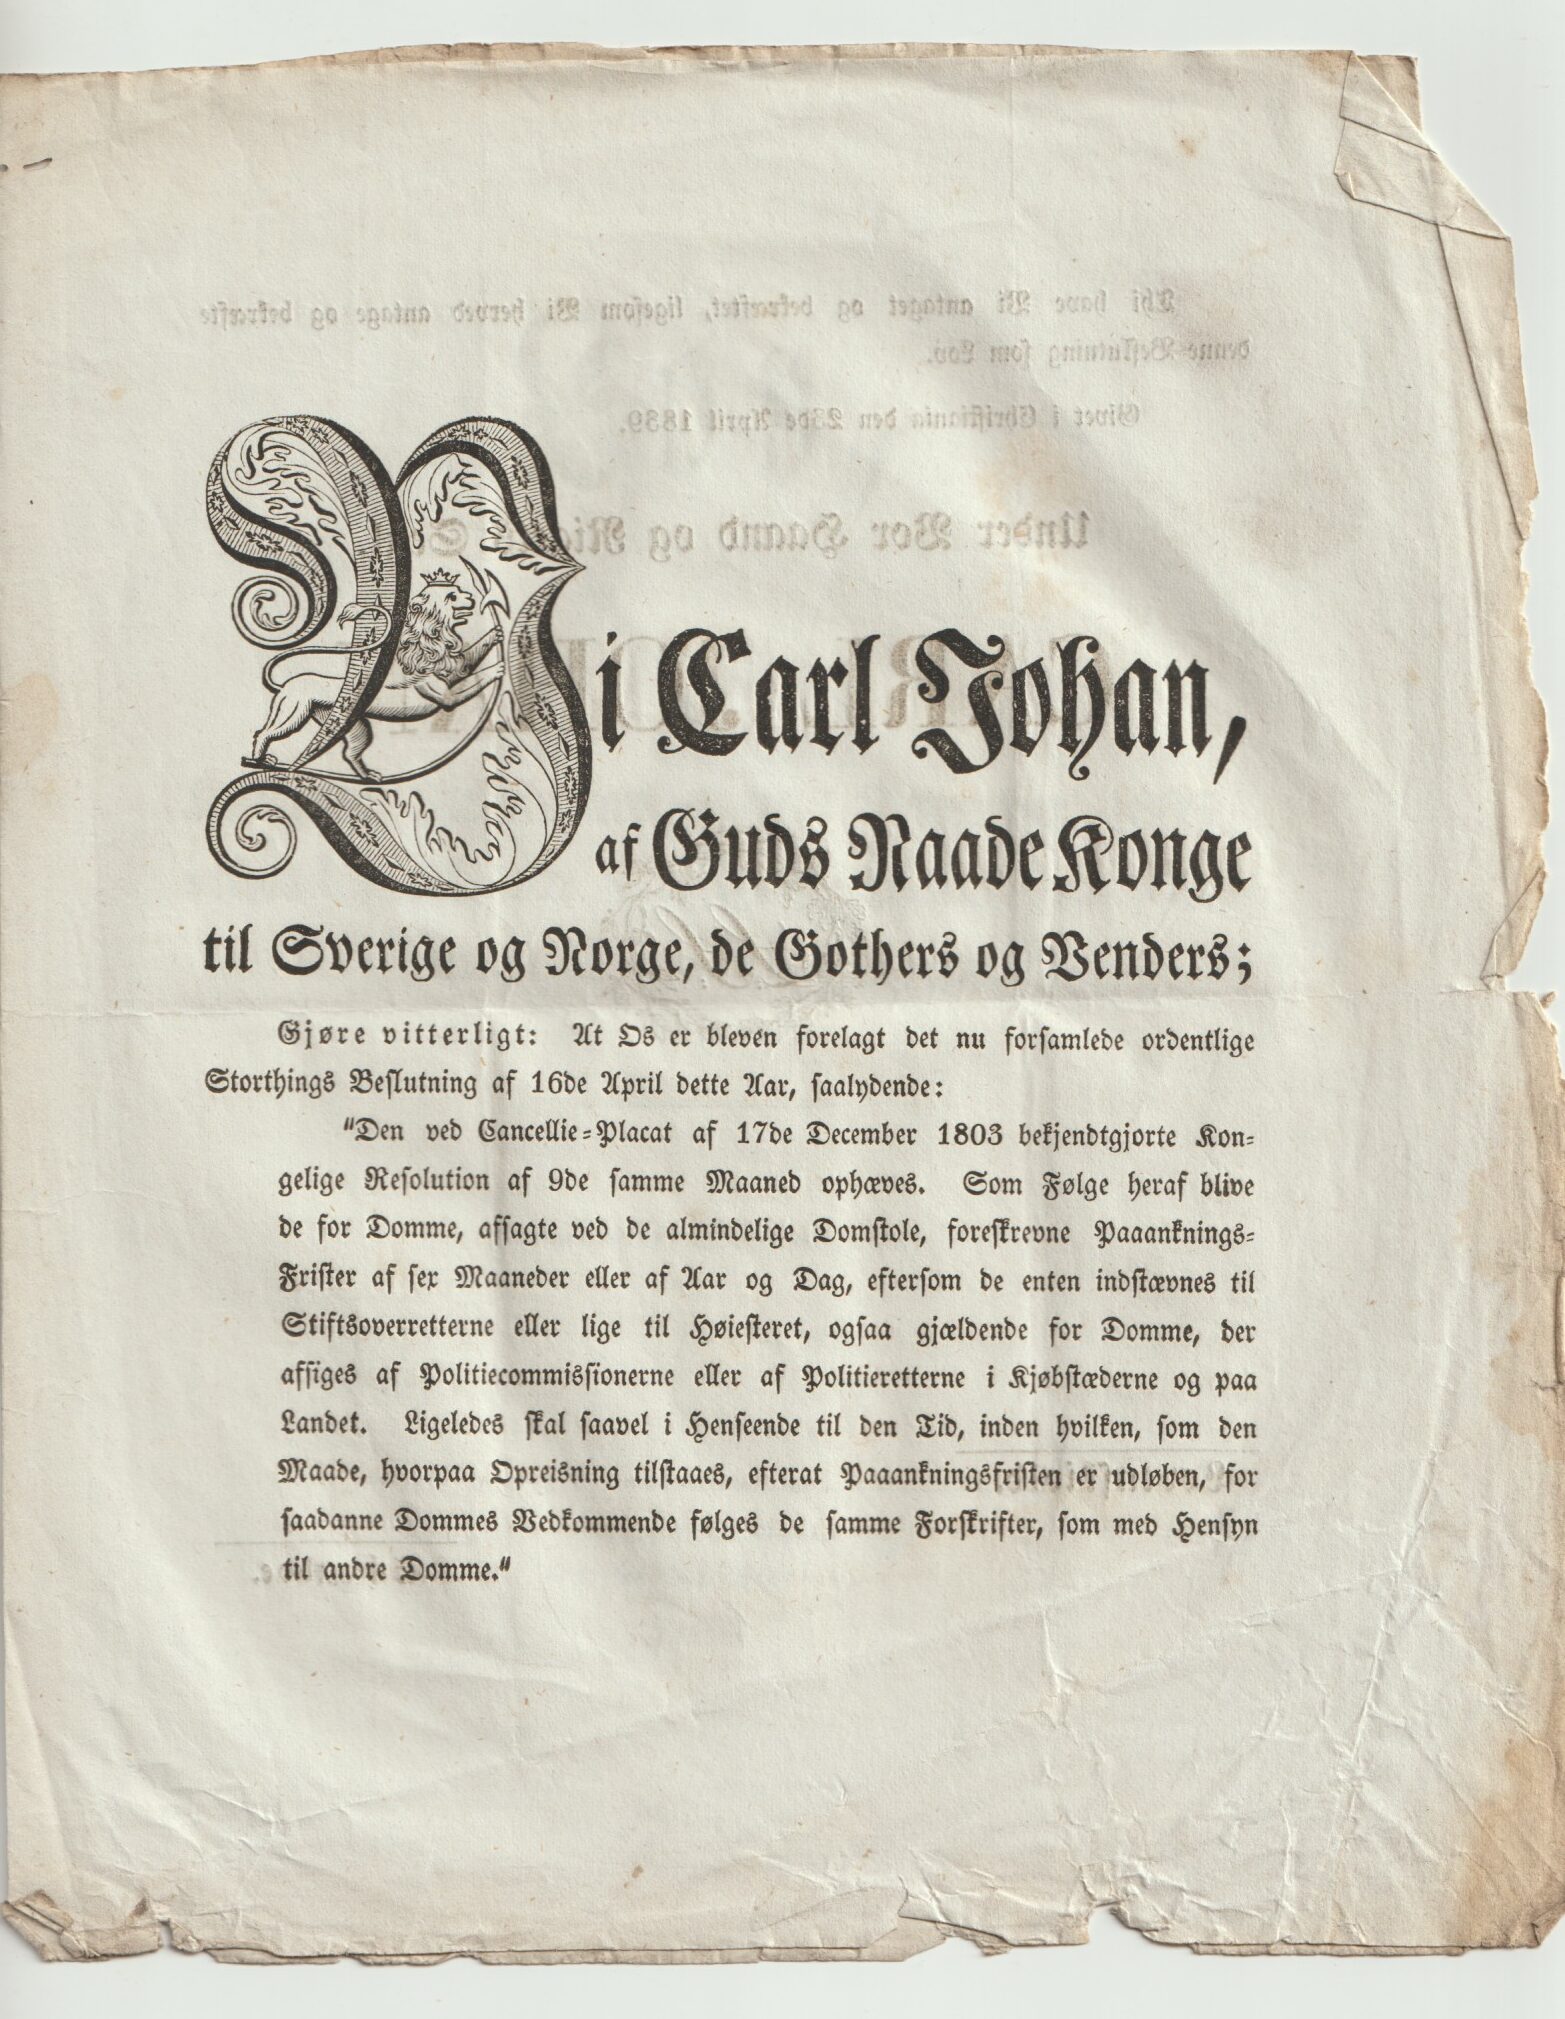 Vi Carl Johan,
af Guds Naade Konge
til Sverige og Norge, de Gothers og Venders;
Gjøre vitterligt: At Os er bleven forelagt det nu forsamlede ordentlige
Storthings Beslutning af 16de April dette Aar, saalydende:
"Den ved Cancellie-Placat af 17de December 1803 bekjendtgjorte Kon-
gelige Resolution af 9de samme Maaned ophæves. Som Følge heraf blive
de for Domme, afsagte ved de almindelige Domstole, foreskrevne Paaanknings-
Frister af sex Maaneder eller af Aar og Dag, eftersom de enten indstævnes til
Stiftsoverretterne eller lige til Høiesteret, ogsaa gjældende for Domme, der
afsiges af Politiecommissionerne eller af Politieretterne i Kjøbstæderne og paa
Landet. Ligeledes skal saavel i Henseende til den Tid, inden hvilken, som den
Maade, hvorpaa Opreisning tilstaaes, efterat Paaankningsfristen er udløben, for
saadanne Dommes Vedkommende følges de samme Forskrifter, som med Hensyn
til andre Domme."